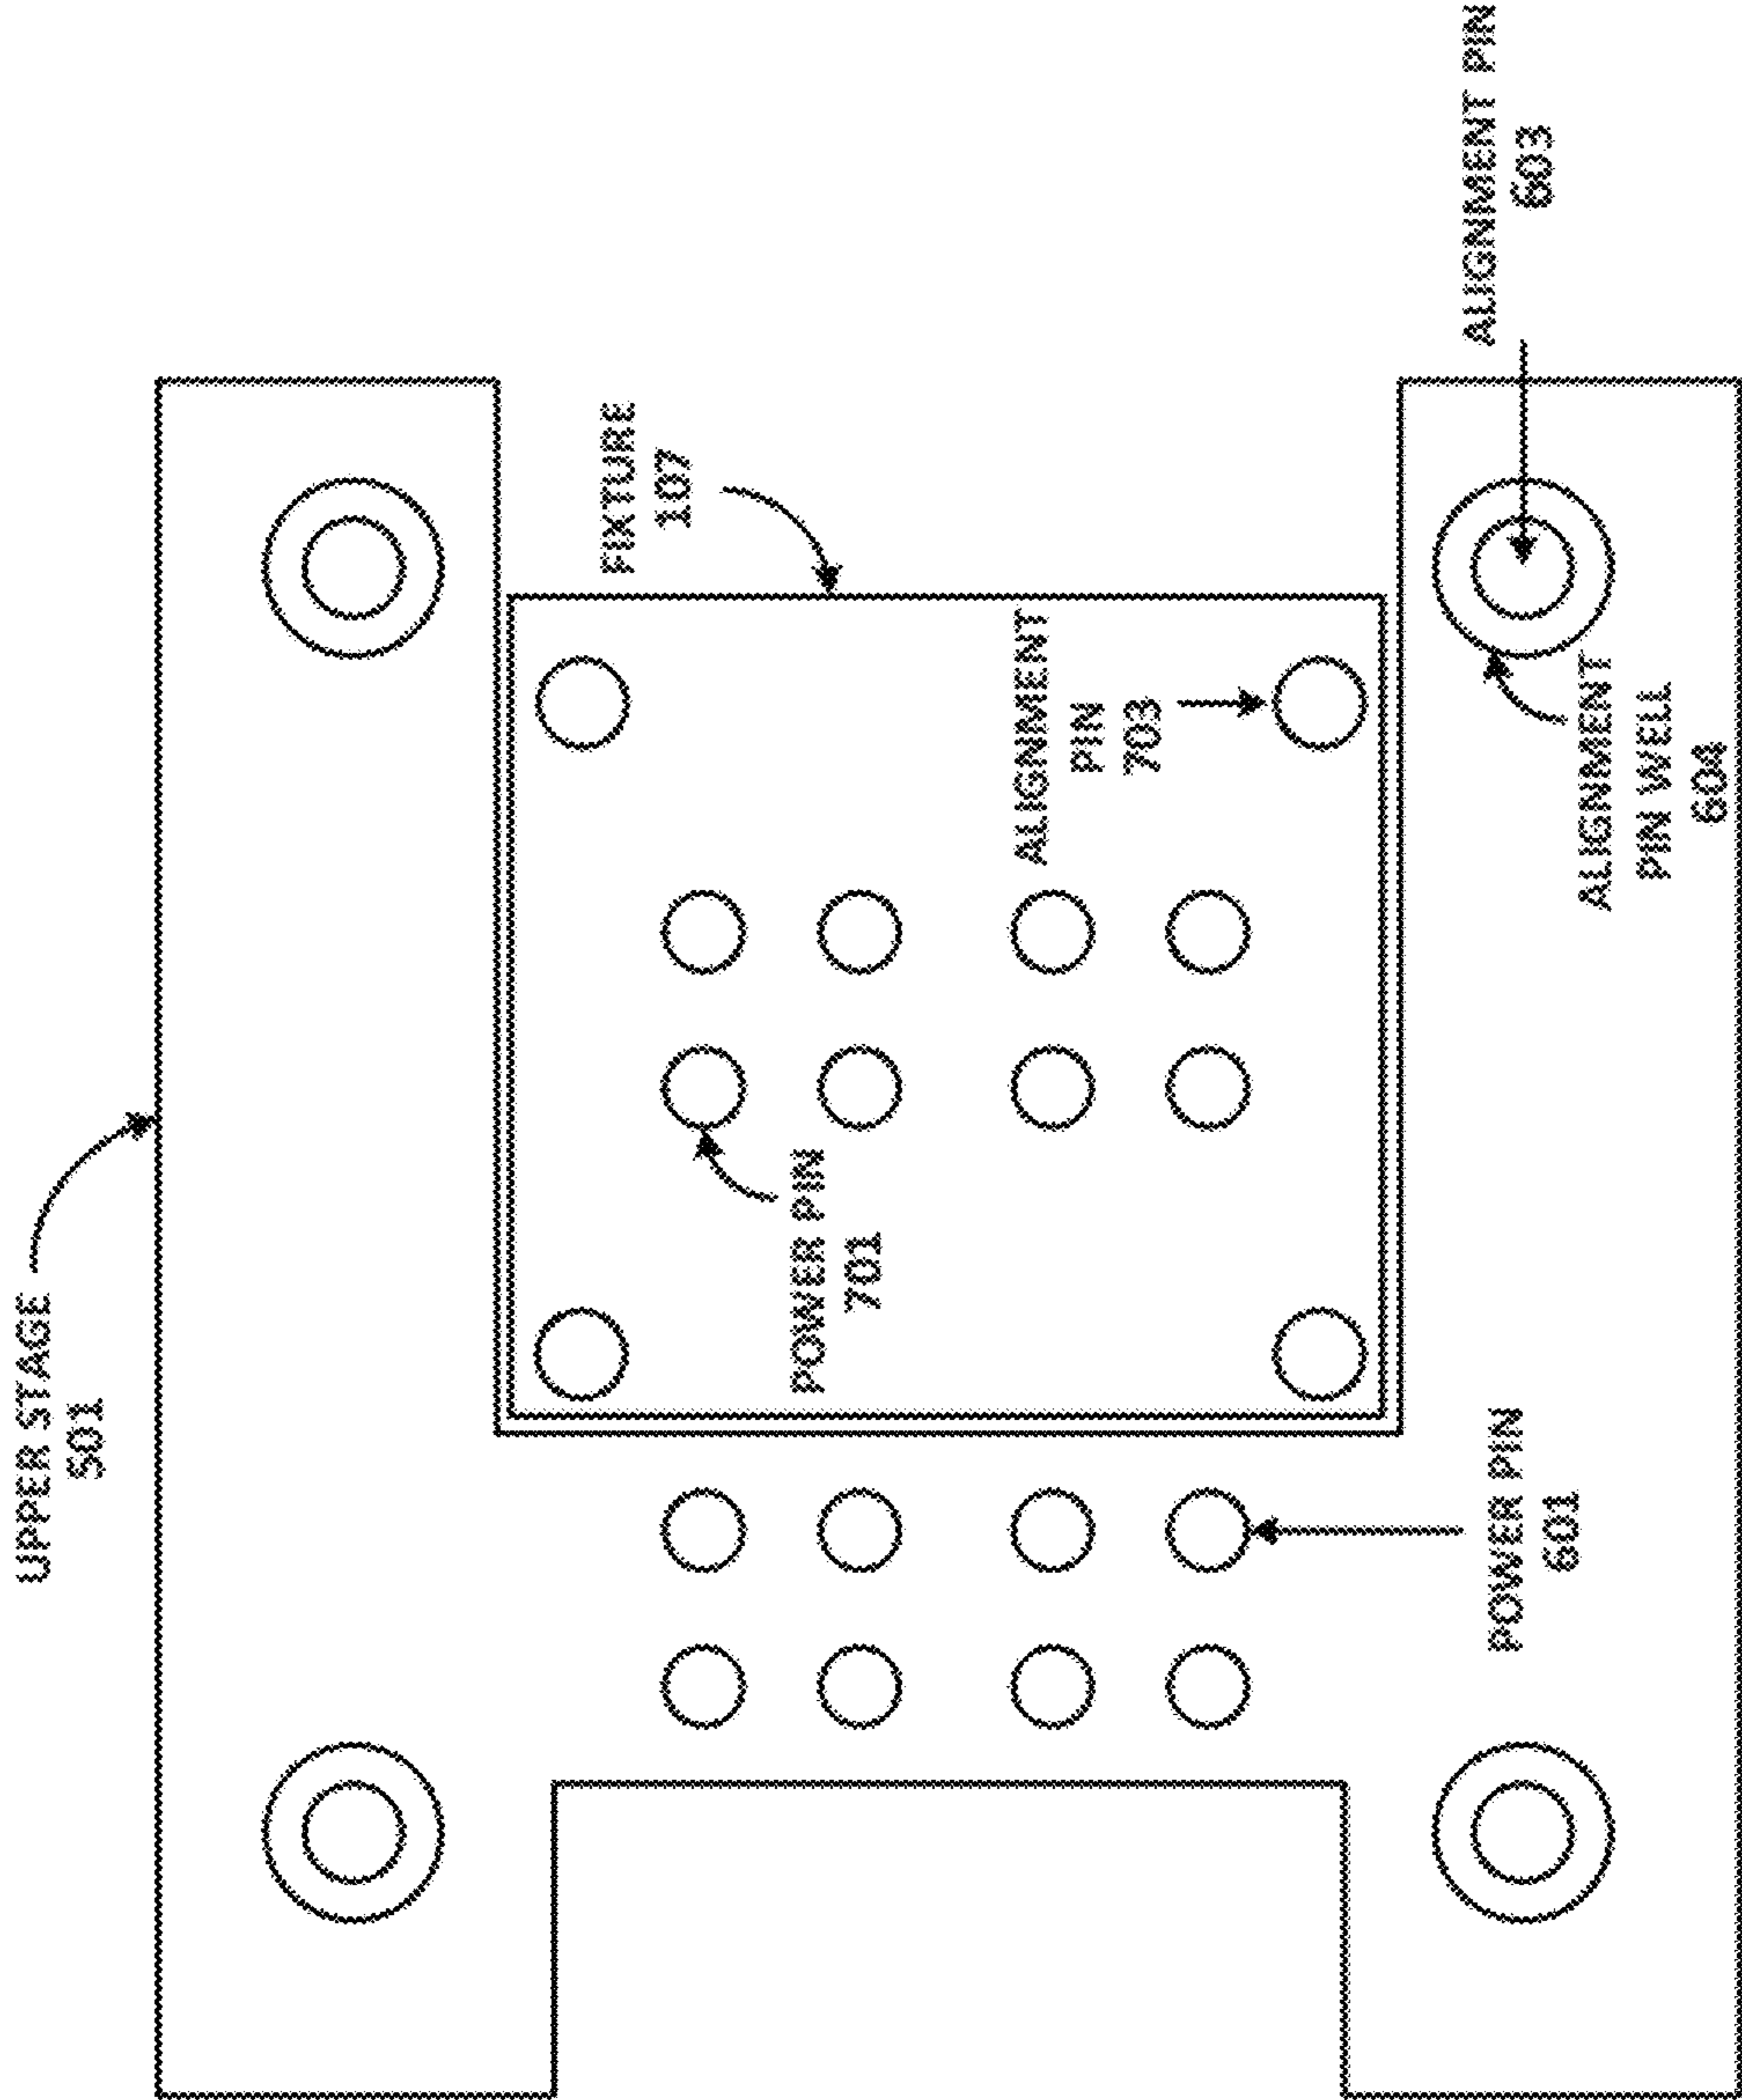 UPPER STAGE
501
FIXTURE
107
ALIGNMENT PIN
603
ALIGNMENT
PIN
703
ALIGNMENT
PIN WELL
604
POWER PIN
701
POWER PIN
601